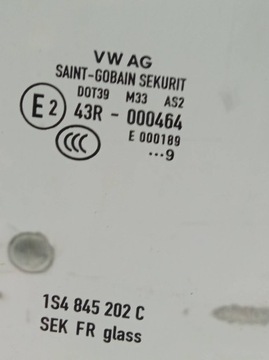 VW AG
SAINT-GOBAIN SEKURIT
DOT39 M33 AS2
E2 43R - 000464
CCC E 000189
···9
1S4 845 202 C
SEK FR glass